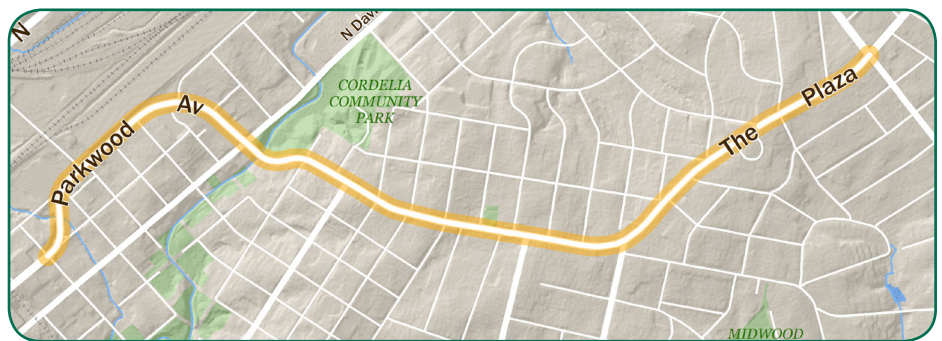 N
N Davi
CORDELIA
COMMUNITY
PARK
Parkwood Av
The Plaza
MIDWOOD